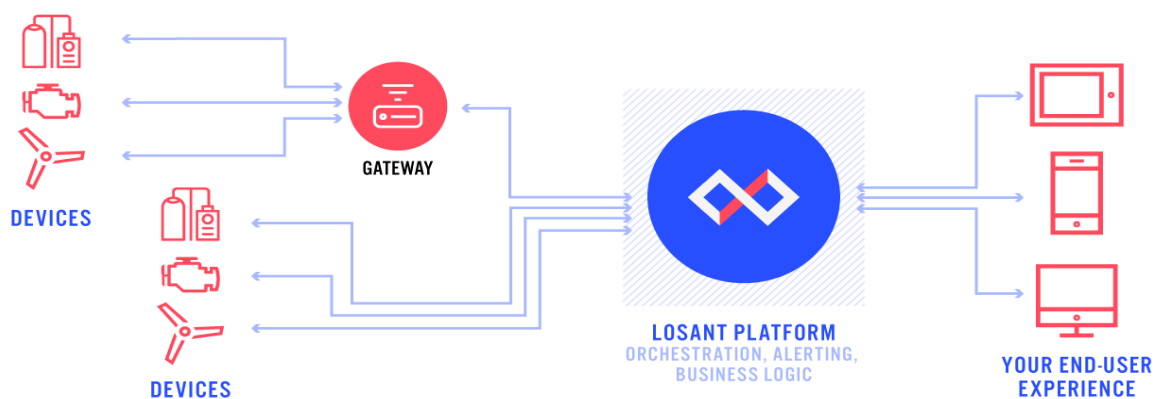 GATEWAY
DEVICES
DEVICES
LOSANT PLATFORM
ORCHESTRATION, ALERTING,
BUSINESS LOGIC
YOUR END-USER
EXPERIENCE